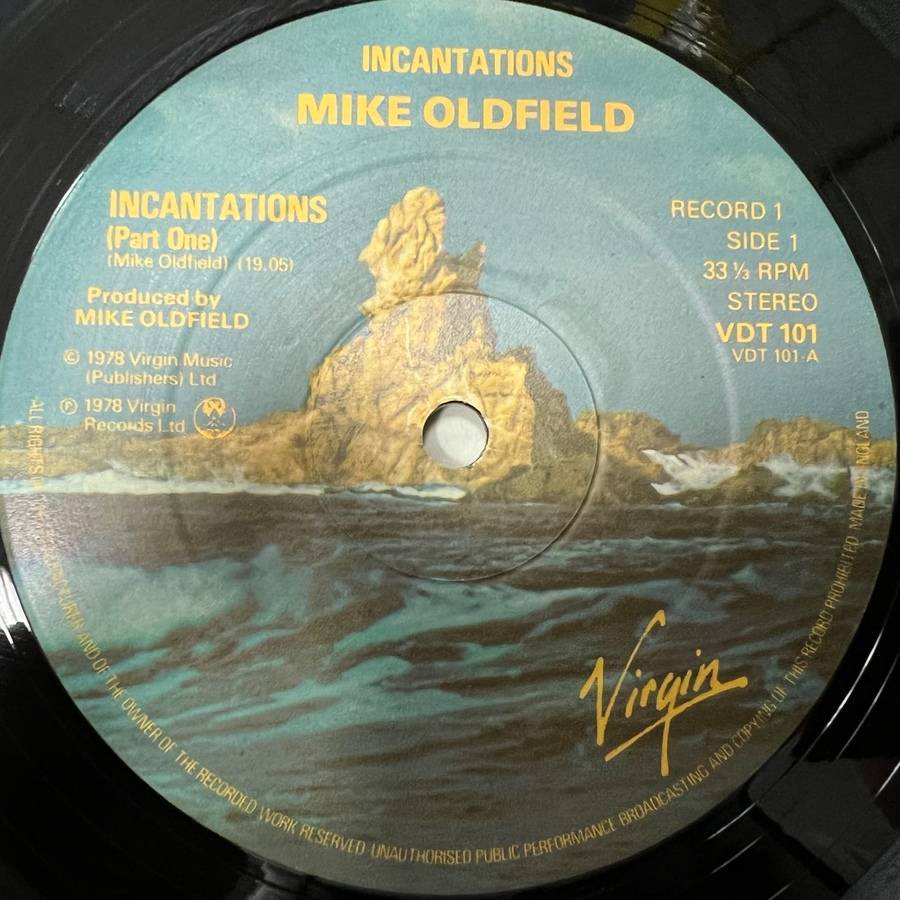 INCANTATIONS
MIKE OLDFIELD
INCANTATIONS
(Part One)
(Mike Oldfield) (19.05)
Produced by
MIKE OLDFIELD
© 1978 Virgin Music
(Publishers) Ltd
℗ 1978 Virgin
Records Ltd
RECORD 1
SIDE 1
33⅓ RPM
STEREO
VDT 101
VDT 101-A
Virgin
ALL RIGHTS AND OF THE OWNER OF THE RECORDED WORK RESERVED UNAUTHORISED PUBLIC PERFORMANCE BROADCASTING AND COPYING OF THIS RECORD PROHIBITED MADE IN ENGLAND